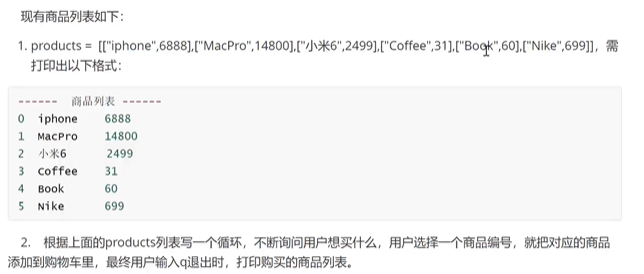 现有商品列表如下：
1. products = [["iphone",6888],["MacPro",14800],["小米6",2499],["Coffee",31],["Book",60],["Nike",699]]，需
打印出以下格式：
------ 商品列表 ------
0 iphone 6888
1 MacPro 14800
2 小米6 2499
3 Coffee 31
4 Book 60
5 Nike 699
2. 根据上面的products列表写一个循环，不断询问用户想买什么，用户选择一个商品编号，就把对应的商品
添加到购物车里，最终用户输入q退出时，打印购买的商品列表。